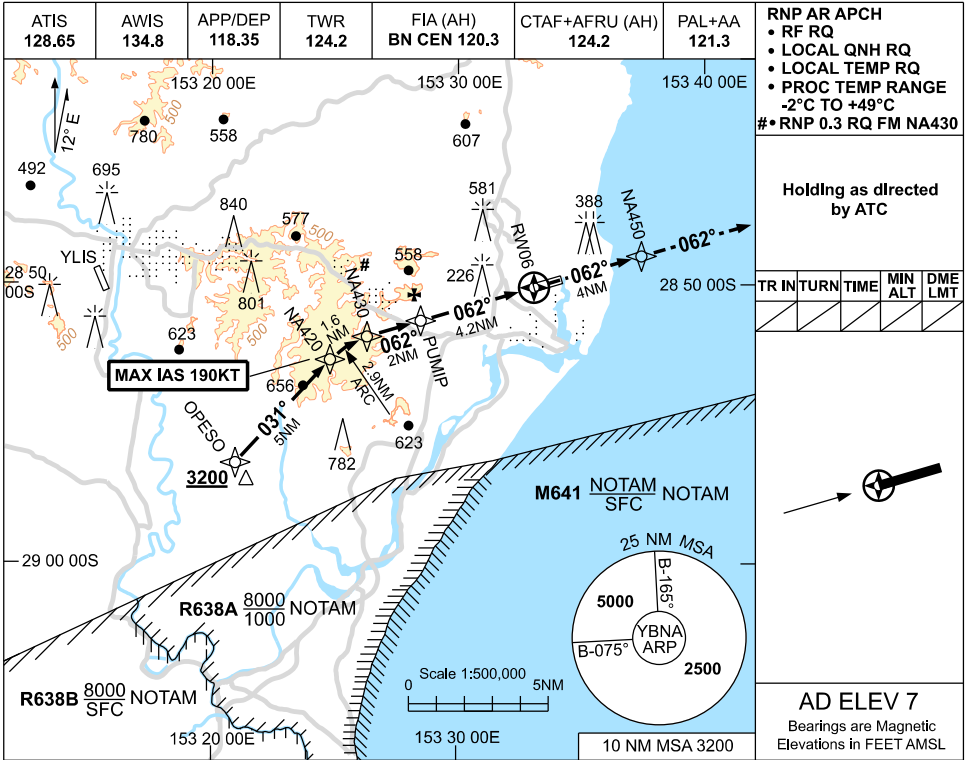 ATIS
128.65
AWIS
134.8
APP/DEP
118.35
TWR
124.2
FIA (AH)
BN CEN 120.3
CTAF+AFRU (AH)
124.2
PAL+AA
121.3
RNP AR APCH
• RF RQ
• LOCAL QNH RQ
• LOCAL TEMP RQ
• PROC TEMP RANGE
-2°C TO +49°C
#• RNP 0.3 RQ FM NA430
Holding as directed
by ATC
TR IN
TURN
TIME
MIN
ALT
DME
LMT
153 20 00E
153 30 00E
153 40 00E
12° E
500
780
558
607
492
695
840
577
500
581
388
NA450
062°
YLIS
#
558
RW06
062°
4NM
28 50
00S
801
226
28 50 00S
NA430
500
623
NA420
1.6
NM
062°
2NM
062°
4.2NM
PUMIP
MAX IAS 190KT
656
2.9NM
ARC
OPESO
031°
5NM
623
782
3200
M641 NOTAM
SFC NOTAM
25 NM MSA
29 00 00S
R638A 8000
1000 NOTAM
B-165°
5000
YBNA
ARP
B-075°
2500
R638B 8000
SFC NOTAM
Scale 1:500,000
0
5NM
153 20 00E
153 30 00E
10 NM MSA 3200
AD ELEV 7
Bearings are Magnetic
Elevations in FEET AMSL